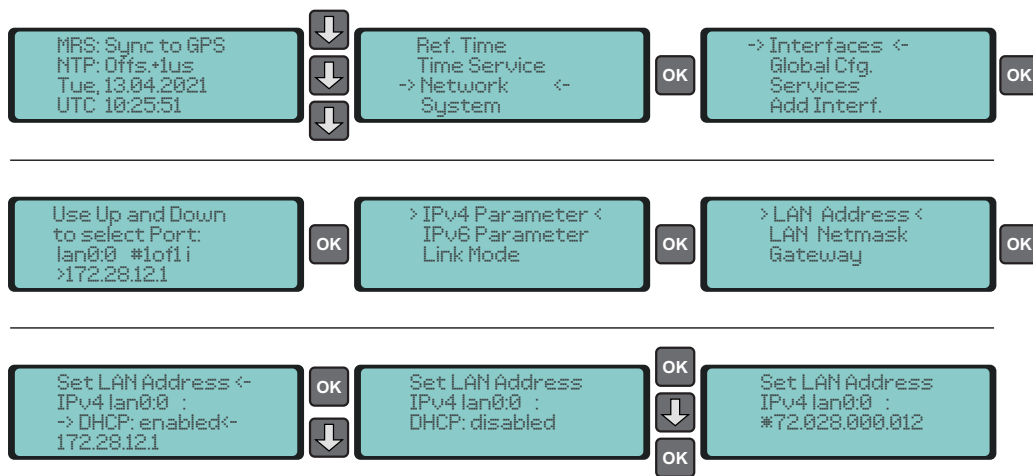 MRS: Sync to GPS
NTP: Offs.+1us
Tue, 13.04.2021
UTC 10:25:51
Ref. Time
Time Service
-> Network <-
System
OK
-> Interfaces <-
Global Cfg.
Services
Add Interf.
OK
Use Up and Down
to select Port:
lan0:0 #1of1 i
>172.28.12.1
OK
> IPv4 Parameter <
IPv6 Parameter
Link Mode
OK
> LAN Address <
LAN Netmask
Gateway
OK
Set LAN Address <-
IPv4 lan0:0 :
-> DHCP: enabled<-
172.28.12.1
OK
Set LAN Address
IPv4 lan0:0 :
DHCP: disabled
OK
OK
Set LAN Address
IPv4 lan0:0 :
*72.028.000.012